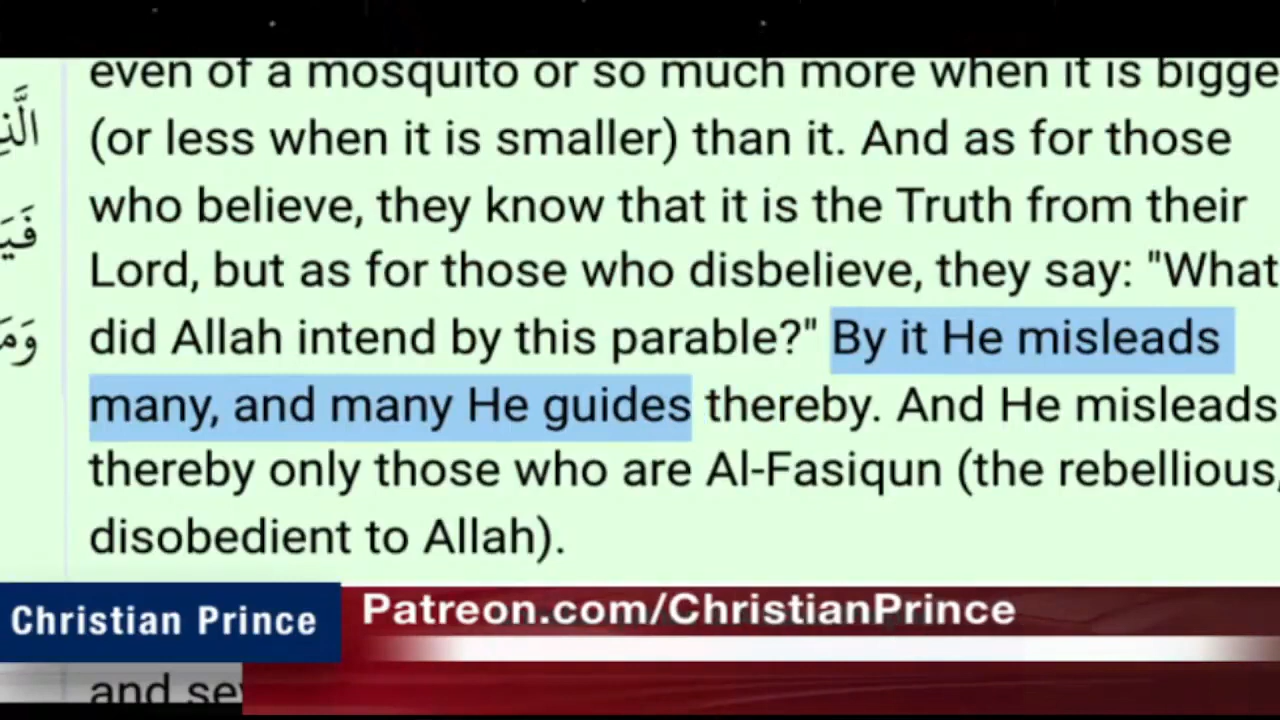 even of a mosquito or so much more when it is bigge
(or less when it is smaller) than it. And as for those
who believe, they know that it is the Truth from their
Lord, but as for those who disbelieve, they say: "What
did Allah intend by this parable?" By it He misleads
many, and many He guides thereby. And He misleads
thereby only those who are Al-Fasiqun (the rebellious,
disobedient to Allah).
Christian Prince
Patreon.com/ChristianPrince
and se